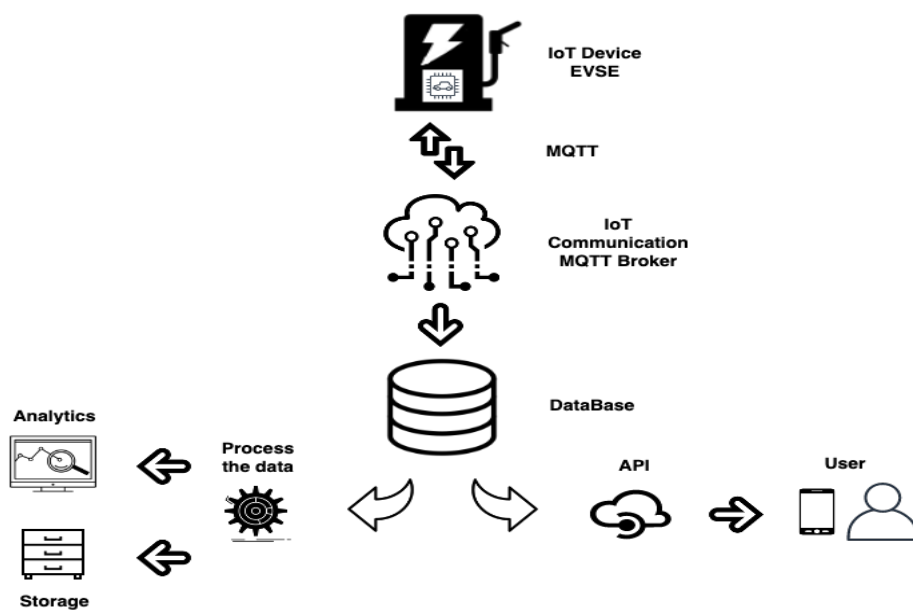 IoT Device
EVSE
MQTT
IoT
Communication
MQTT Broker
DataBase
Analytics
Process
the data
API
User
Storage